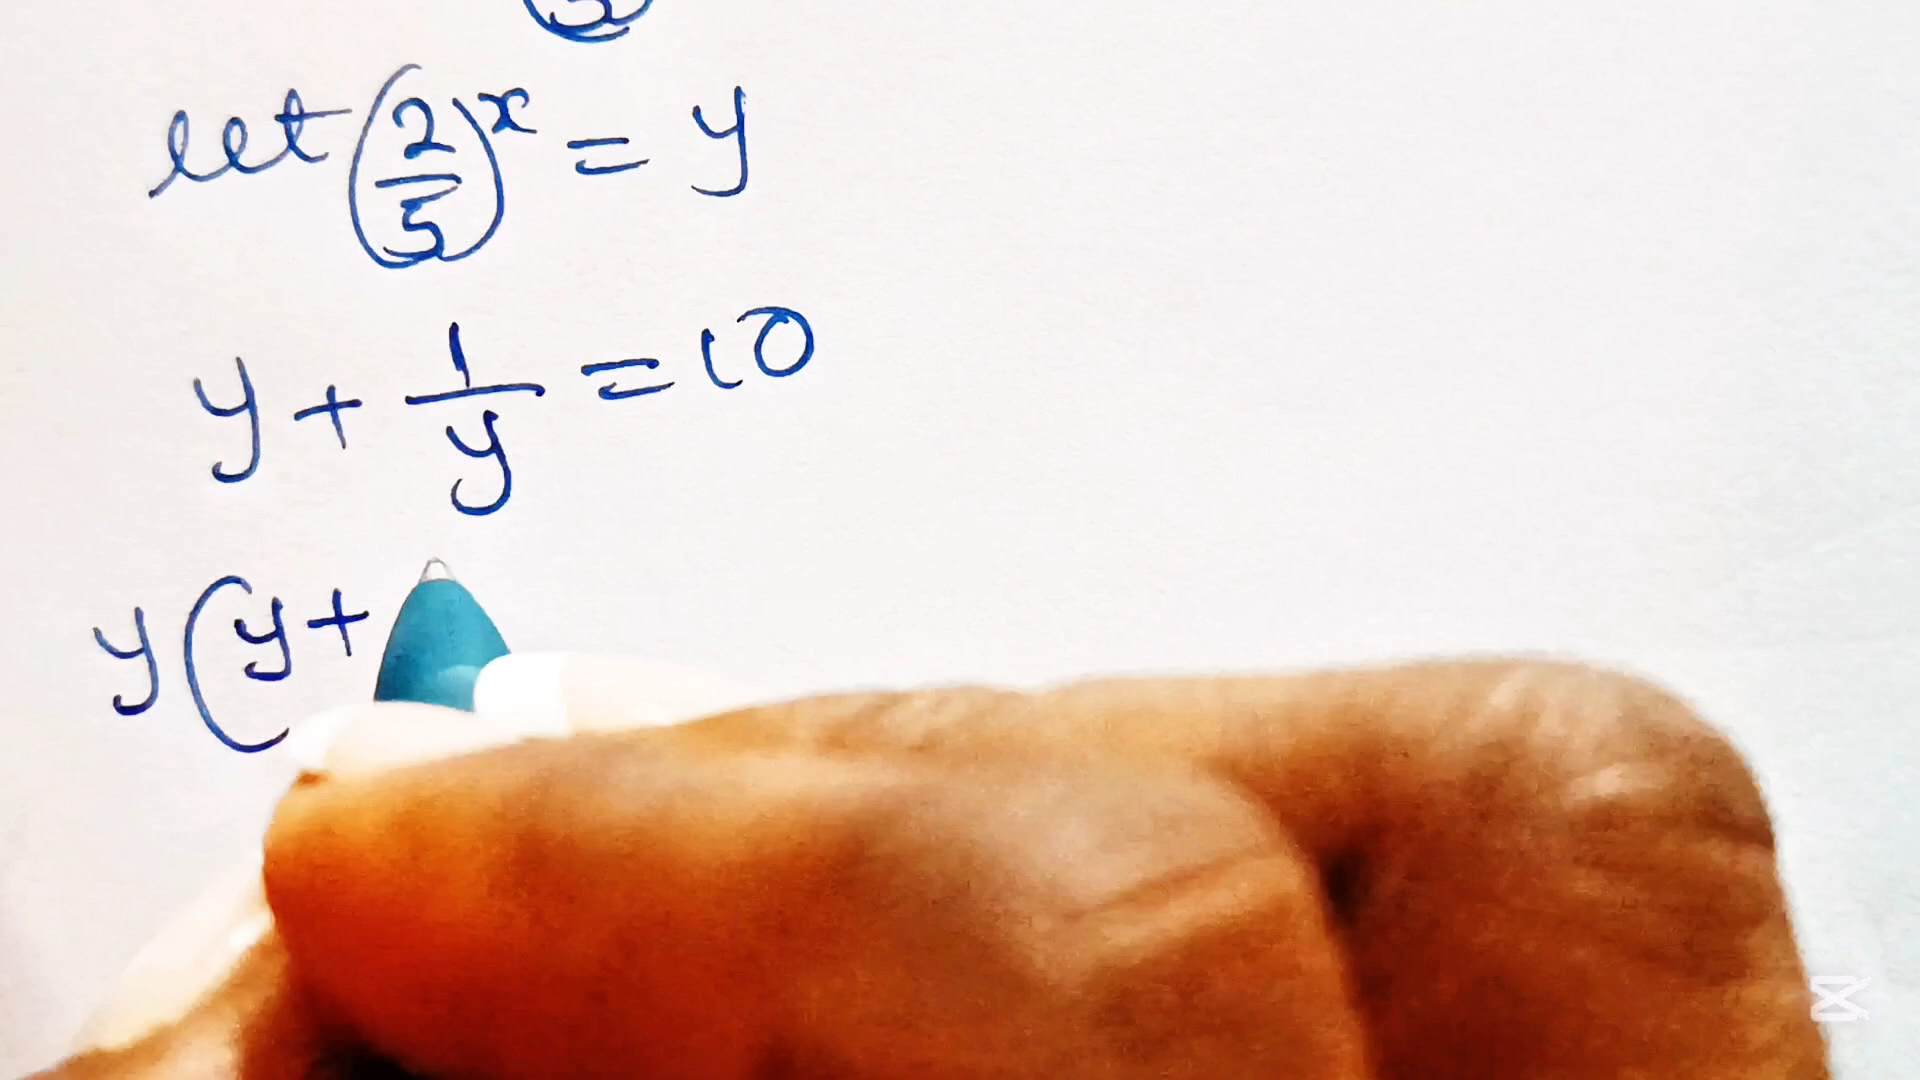 let (2/5)^x = y
y + 1/y = 10
y(y +